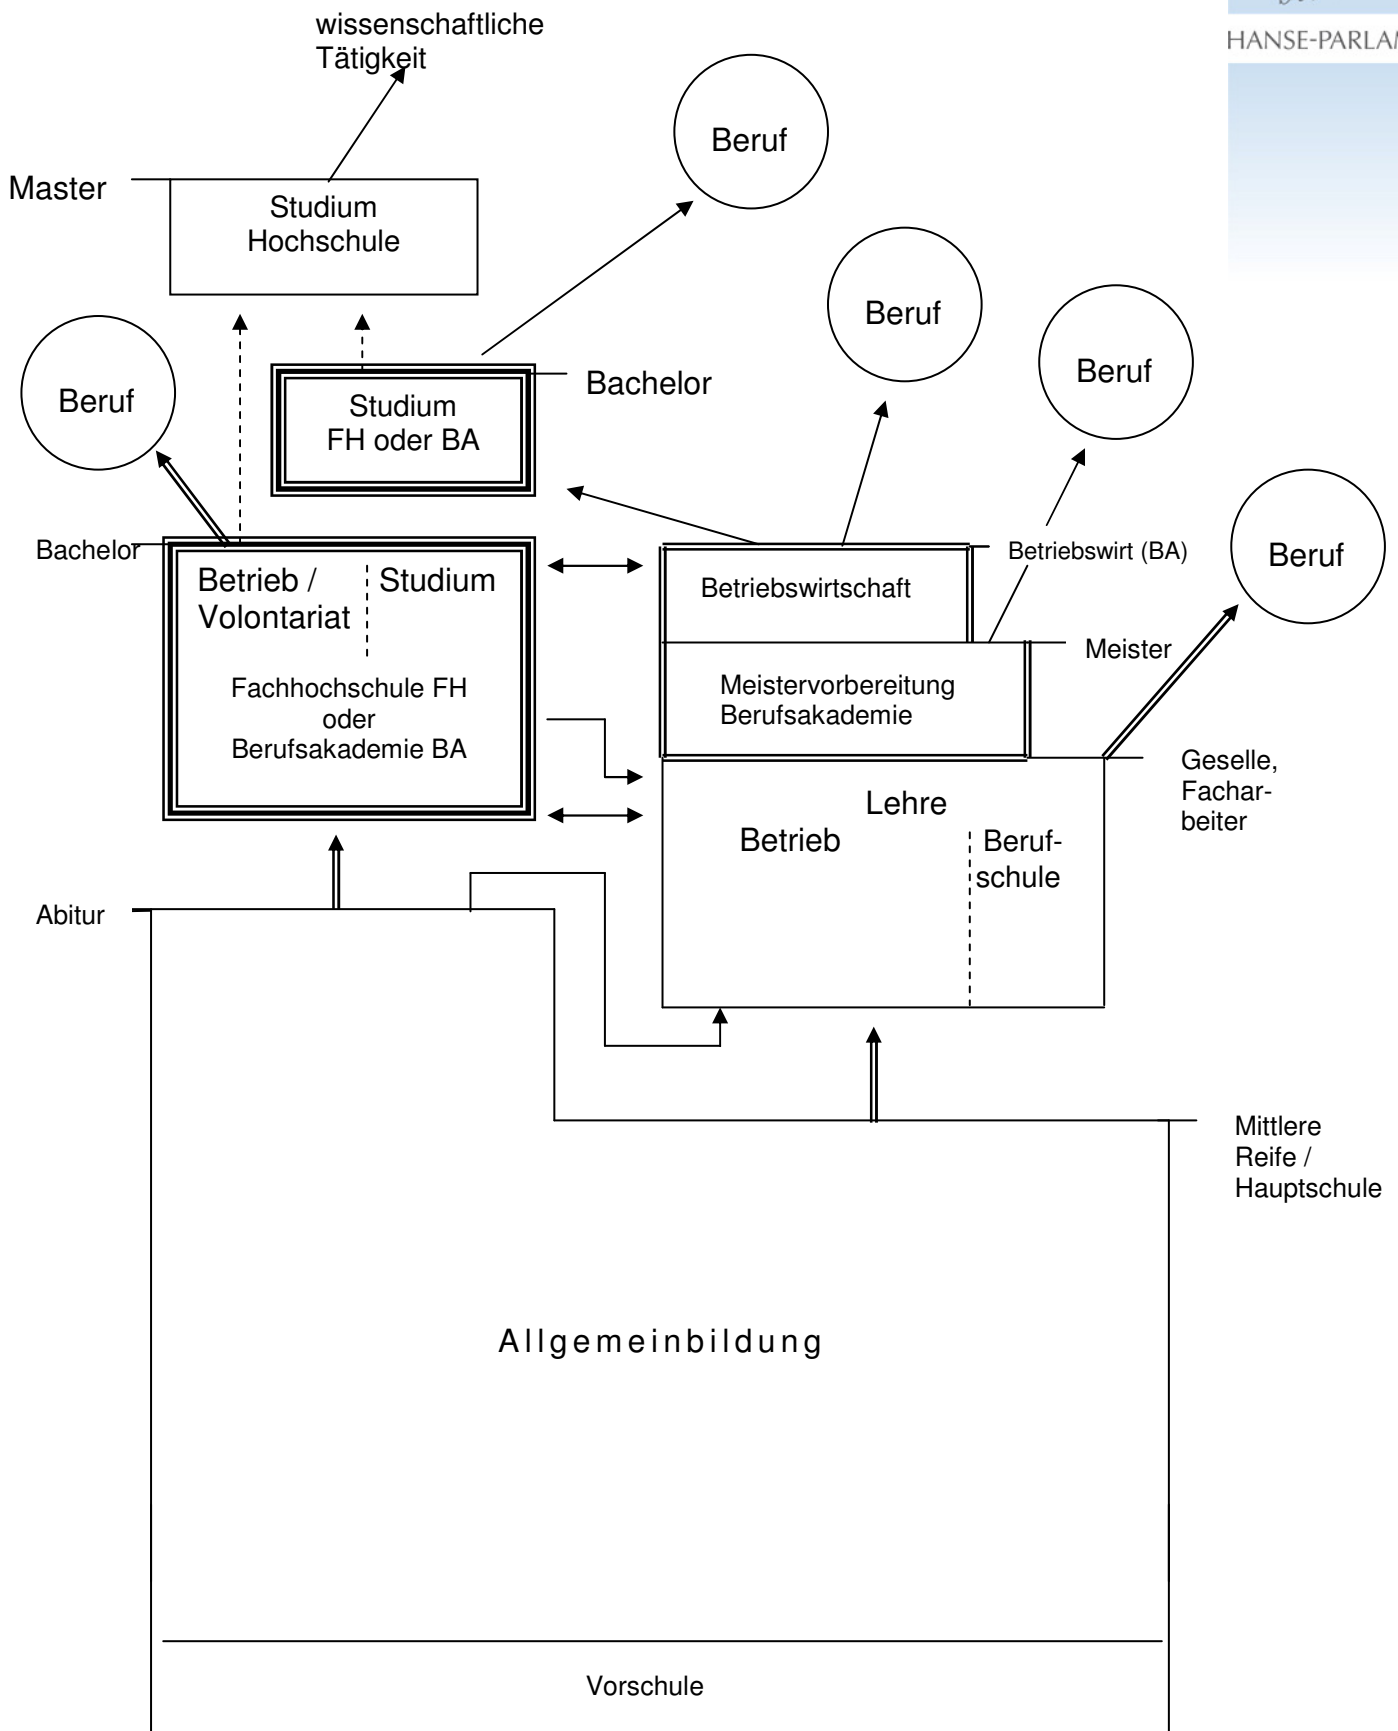 HANSE-PARLAM
wissenschaftliche
Tätigkeit
Beruf
Master
Studium
Hochschule
Beruf
Beruf
Beruf
Bachelor
Studium
FH oder BA
Beruf
Bachelor
Betrieb /
Volontariat
Studium
Fachhochschule FH
oder
Berufsakademie BA
Betriebswirtschaft
Betriebswirt (BA)
Meister
Meistervorbereitung
Berufsakademie
Geselle,
Fachar-
beiter
Lehre
Betrieb
Beruf-
schule
Abitur
Mittlere
Reife /
Hauptschule
Allgemeinbildung
Vorschule